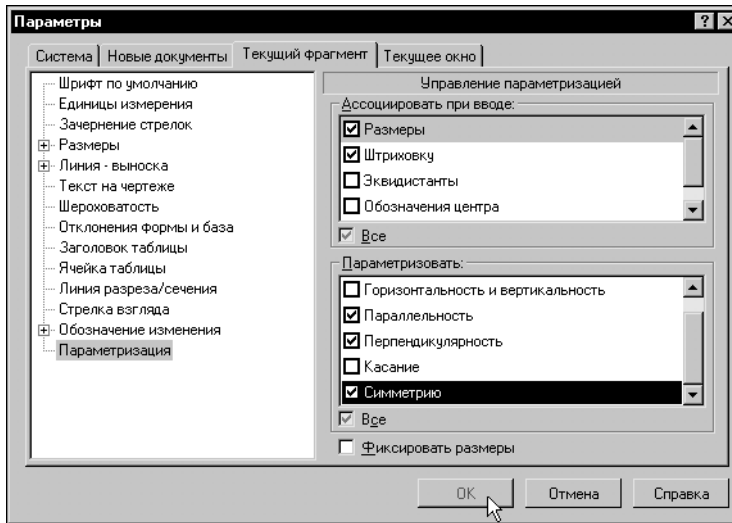 Параметры
Система Новые документы Текущий фрагмент Текущее окно
Шрифт по умолчанию
Единицы измерения
Зачернение стрелок
Размеры
Линия - выноска
Текст на чертеже
Шероховатость
Отклонения формы и база
Заголовок таблицы
Ячейка таблицы
Линия разреза/сечения
Стрелка взгляда
Обозначение изменения
Параметризация
Управление параметризацией
Ассоциировать при вводе:
Размеры
Штриховку
Эквидистанты
Обозначения центра
Все
Параметризовать:
Горизонтальность и вертикальность
Параллельность
Перпендикулярность
Касание
Симметрию
Все
Фиксировать размеры
OK Отмена Справка